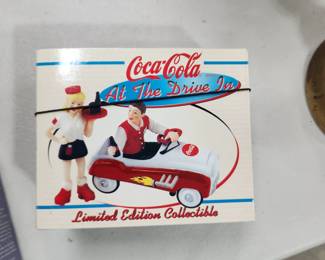 Coca-Cola
At The Drive In
Limited Edition Collectible